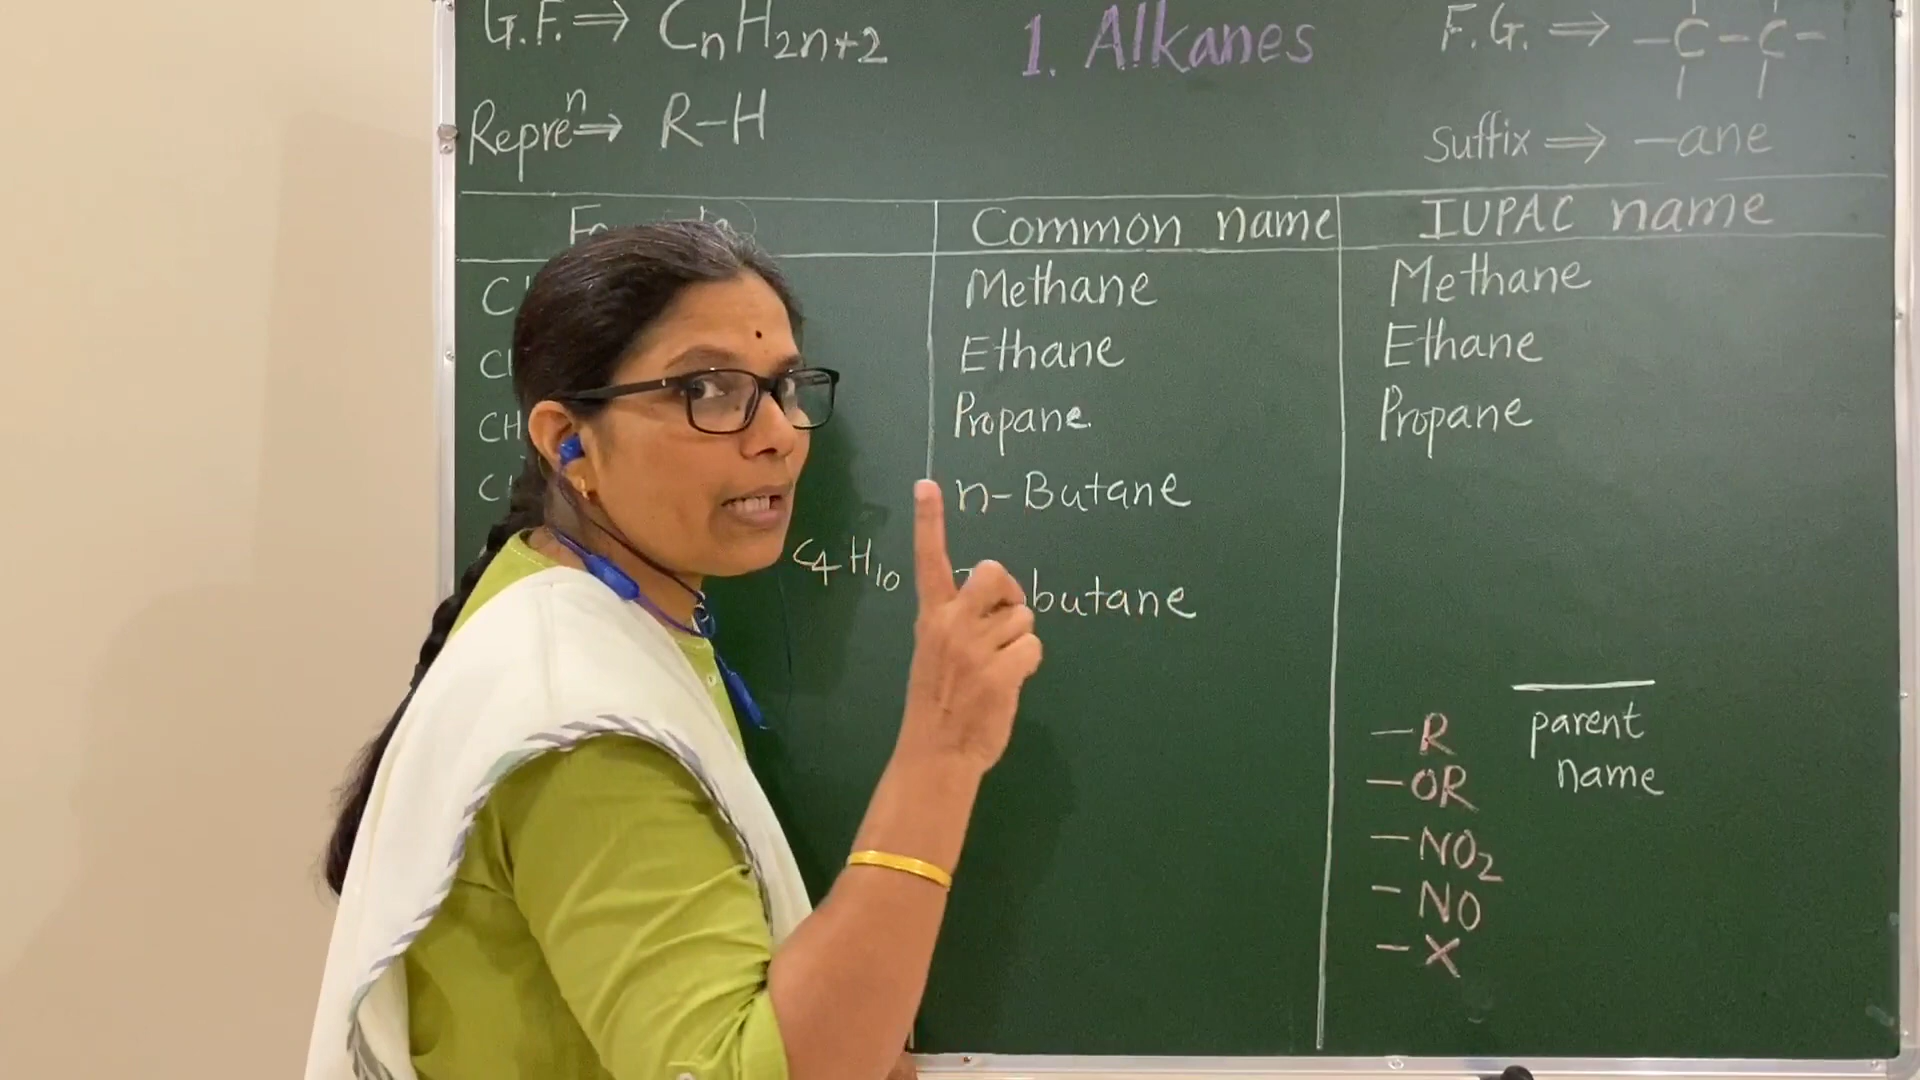 G.F. ⇒ CnH2n+2
1. Alkanes
F.G. ⇒ –C–C–
Repreⁿ ⇒ R–H
Suffix ⇒ –ane
Common name
IUPAC name
Methane
Methane
Ethane
Ethane
Propane
Propane
n-Butane
C4H10
butane
parent
name
–R
–OR
–NO2
–NO
–X